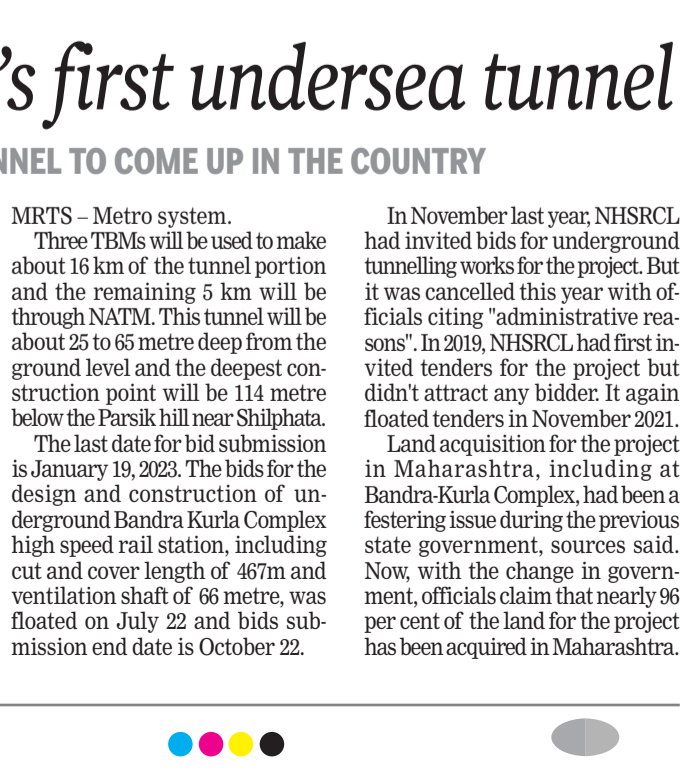 ’s first undersea tunnel
NNEL TO COME UP IN THE COUNTRY
MRTS – Metro system.
Three TBMs will be used to make
about 16 km of the tunnel portion
and the remaining 5 km will be
through NATM. This tunnel will be
about 25 to 65 metre deep from the
ground level and the deepest con-
struction point will be 114 metre
below the Parsik hill near Shilphata.
The last date for bid submission
is January 19, 2023. The bids for the
design and construction of un-
derground Bandra Kurla Complex
high speed rail station, including
cut and cover length of 467m and
ventilation shaft of 66 metre, was
floated on July 22 and bids sub-
mission end date is October 22.
In November last year, NHSRCL
had invited bids for underground
tunnelling works for the project. But
it was cancelled this year with of-
ficials citing "administrative rea-
sons". In 2019, NHSRCL had first in-
vited tenders for the project but
didn't attract any bidder. It again
floated tenders in November 2021.
Land acquisition for the project
in Maharashtra, including at
Bandra-Kurla Complex, had been a
festering issue during the previous
state government, sources said.
Now, with the change in govern-
ment, officials claim that nearly 96
per cent of the land for the project
has been acquired in Maharashtra.